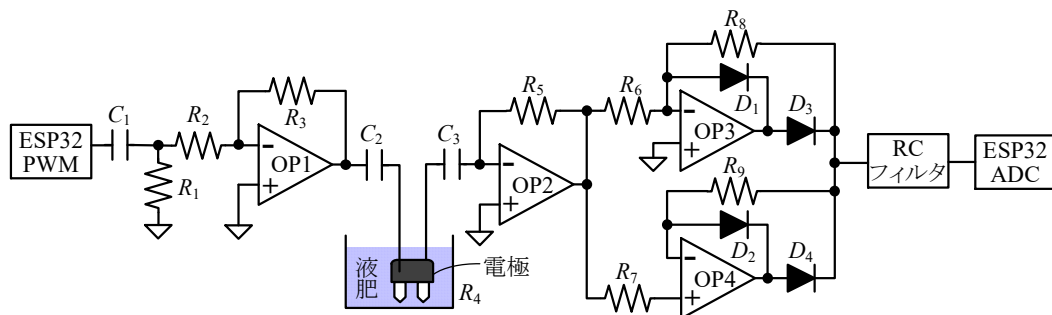 ESP32
PWM
C1
R2
R1
R3
OP1
C2
液
肥
電極
R4
C3
R5
OP2
R6
R7
R8
D1
OP3
D3
R9
D2
OP4
D4
RC
フィルタ
ESP32
ADC